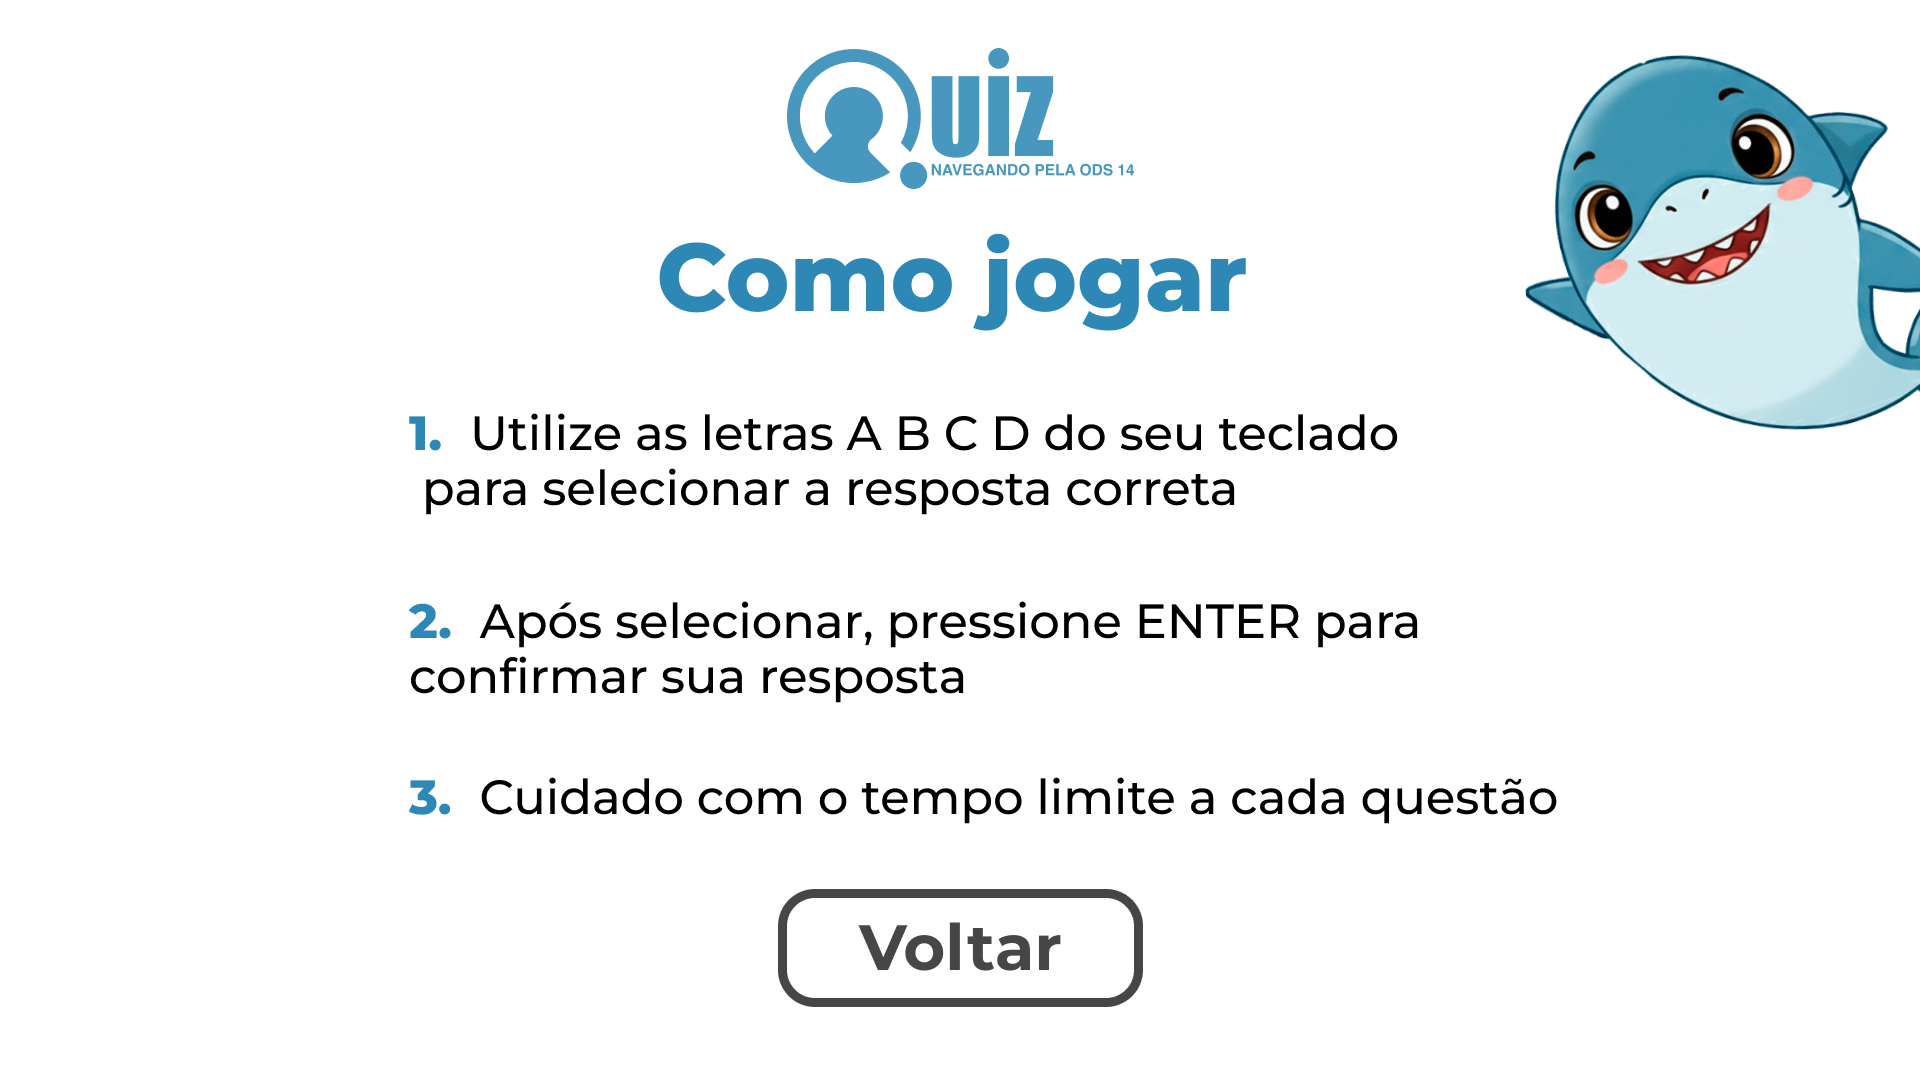 QUIZ
NAVEGANDO PELA ODS 14
Como jogar
1. Utilize as letras A B C D do seu teclado
para selecionar a resposta correta
2. Após selecionar, pressione ENTER para
confirmar sua resposta
3. Cuidado com o tempo limite a cada questão
Voltar